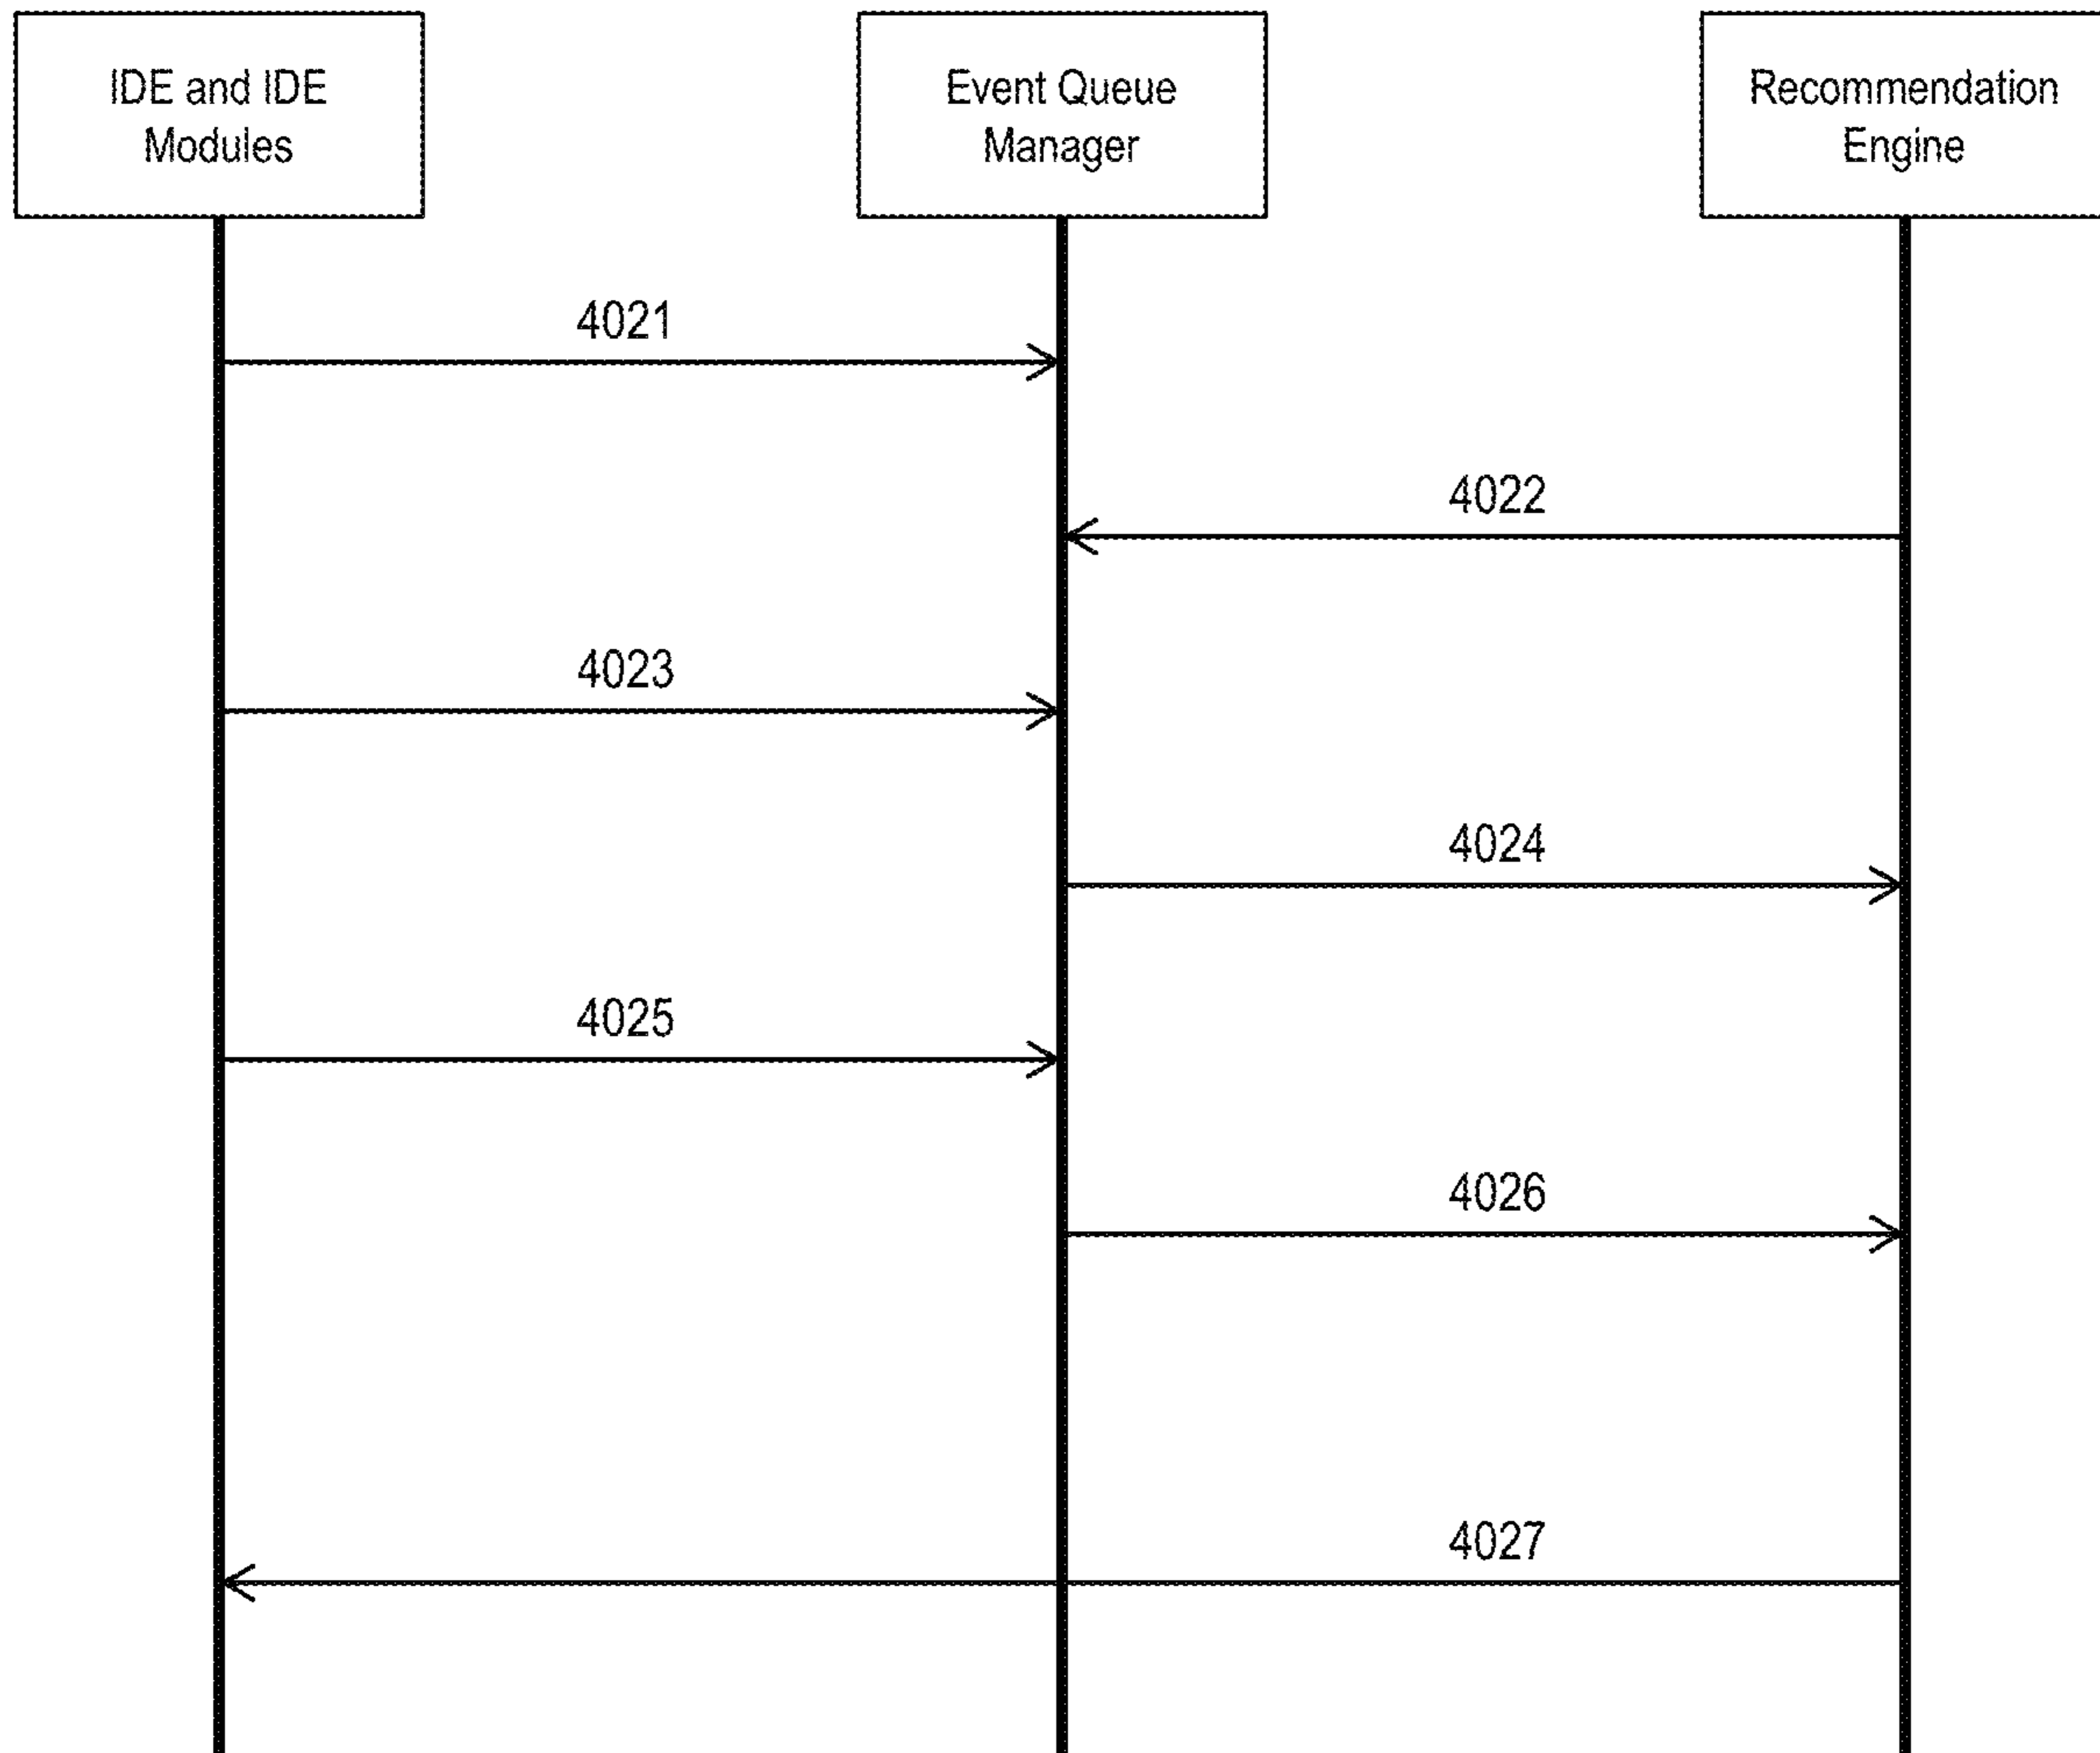 IDE and IDE
Modules
Event Queue
Manager
Recommendation
Engine
4021
4022
4023
4024
4025
4026
4027